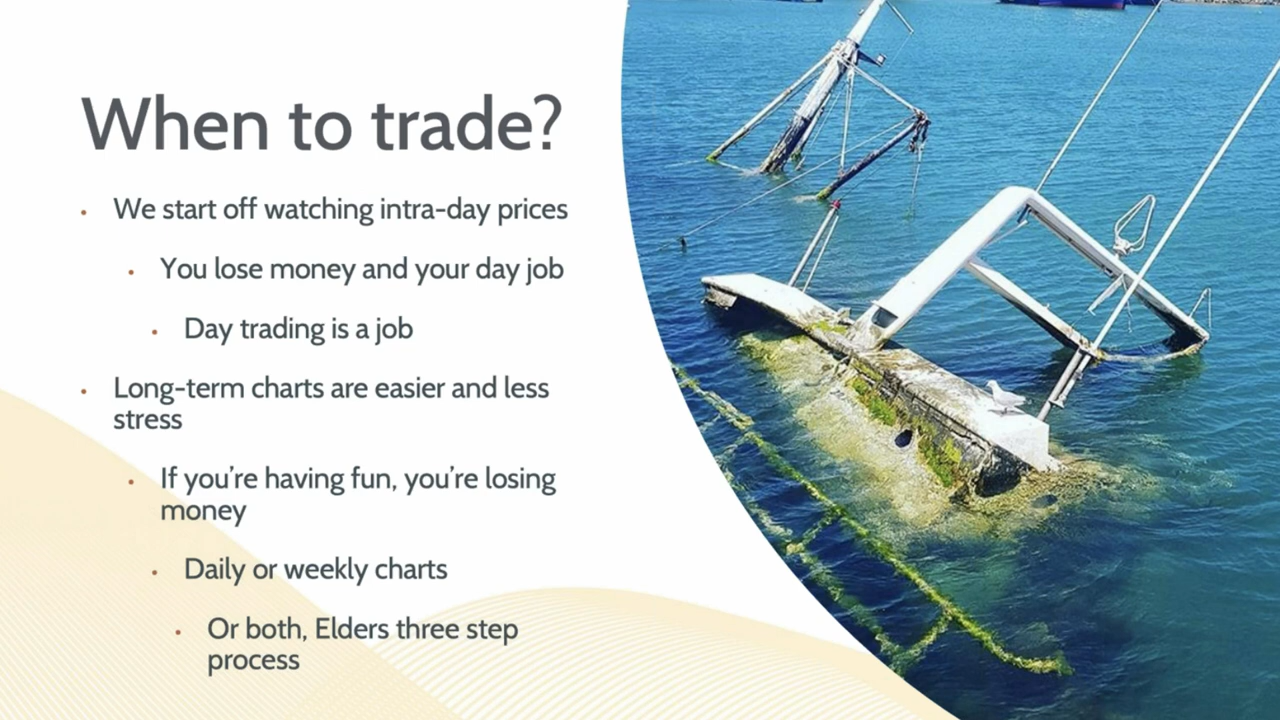 When to trade?
We start off watching intra-day prices
You lose money and your day job
Day trading is a job
Long-term charts are easier and less
stress
If you're having fun, you're losing
money
Daily or weekly charts
Or both, Elders three step
process